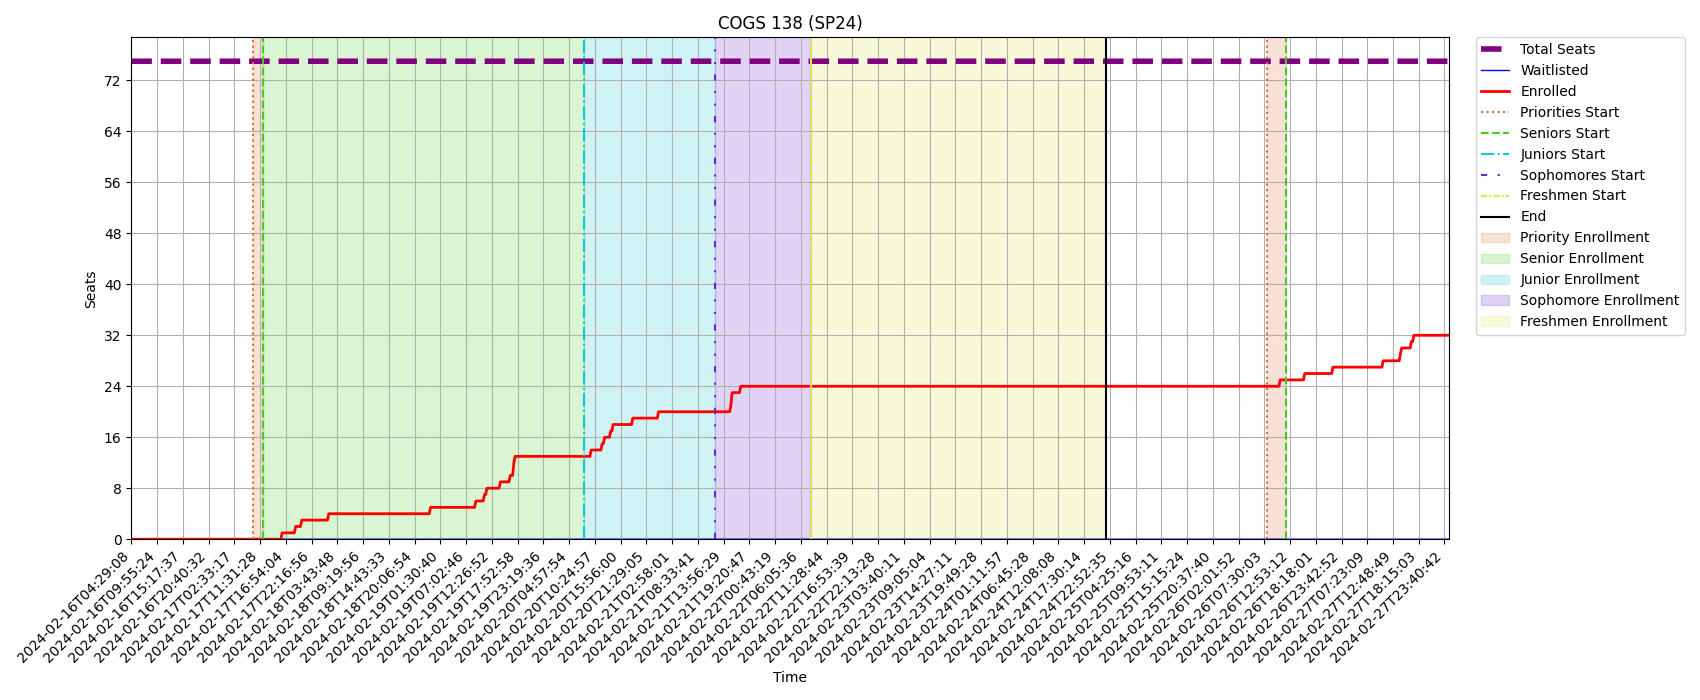 COGS 138 (SP24)
Seats
72
64
56
48
40
32
24
16
8
0
2024-02-16T04:29:08
2024-02-16T09:55:24
2024-02-16T15:17:37
2024-02-16T20:40:32
2024-02-17T02:33:17
2024-02-17T11:31:28
2024-02-17T16:54:04
2024-02-17T22:16:56
2024-02-18T03:43:48
2024-02-18T09:19:56
2024-02-18T14:43:33
2024-02-18T20:06:54
2024-02-19T01:30:40
2024-02-19T07:02:46
2024-02-19T12:26:52
2024-02-19T17:52:58
2024-02-19T23:19:36
2024-02-20T04:57:54
2024-02-20T10:24:57
2024-02-20T15:56:00
2024-02-20T21:29:05
2024-02-21T02:58:01
2024-02-21T08:33:41
2024-02-21T13:56:29
2024-02-21T19:20:47
2024-02-22T00:43:19
2024-02-22T06:05:36
2024-02-22T11:28:44
2024-02-22T16:53:39
2024-02-22T22:13:28
2024-02-23T03:40:11
2024-02-23T09:05:04
2024-02-23T14:27:11
2024-02-23T19:49:28
2024-02-24T01:11:57
2024-02-24T06:45:28
2024-02-24T12:08:08
2024-02-24T17:30:14
2024-02-24T22:52:35
2024-02-25T04:25:16
2024-02-25T09:53:11
2024-02-25T15:15:24
2024-02-25T20:37:40
2024-02-26T02:01:52
2024-02-26T07:30:03
2024-02-26T12:53:12
2024-02-26T18:18:01
2024-02-26T23:42:52
2024-02-27T07:23:09
2024-02-27T12:48:49
2024-02-27T18:15:03
2024-02-27T23:40:42
Time
Total Seats
Waitlisted
Enrolled
Priorities Start
Seniors Start
Juniors Start
Sophomores Start
Freshmen Start
End
Priority Enrollment
Senior Enrollment
Junior Enrollment
Sophomore Enrollment
Freshmen Enrollment